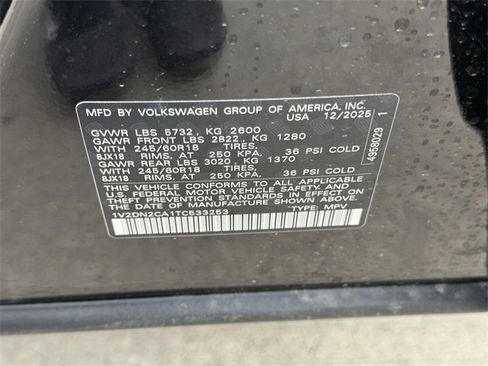 MFD BY VOLKSWAGEN GROUP OF AMERICA, INC.
USA 12/2025
GVWR LBS 5732, KG 2600
GAWR FRONT LBS 2822, KG 1280
WITH 245/60R18 TIRES,
8JX18 RIMS, AT 250 KPA, 36 PSI COLD
GAWR REAR LBS 3020, KG 1370
WITH 245/60R18 TIRES,
8JX18 RIMS, AT 250 KPA, 36 PSI COLD
THIS VEHICLE CONFORMS TO ALL APPLICABLE
FEDERAL MOTOR VEHICLE SAFETY, BUMPER, AND
THEFT PREVENTION STANDARDS IN EFFECT ON
THE DATE OF MANUFACTURE SHOWN ABOVE.
1V2DN2CA1TC533253 TYPE: MPV
4958029 1